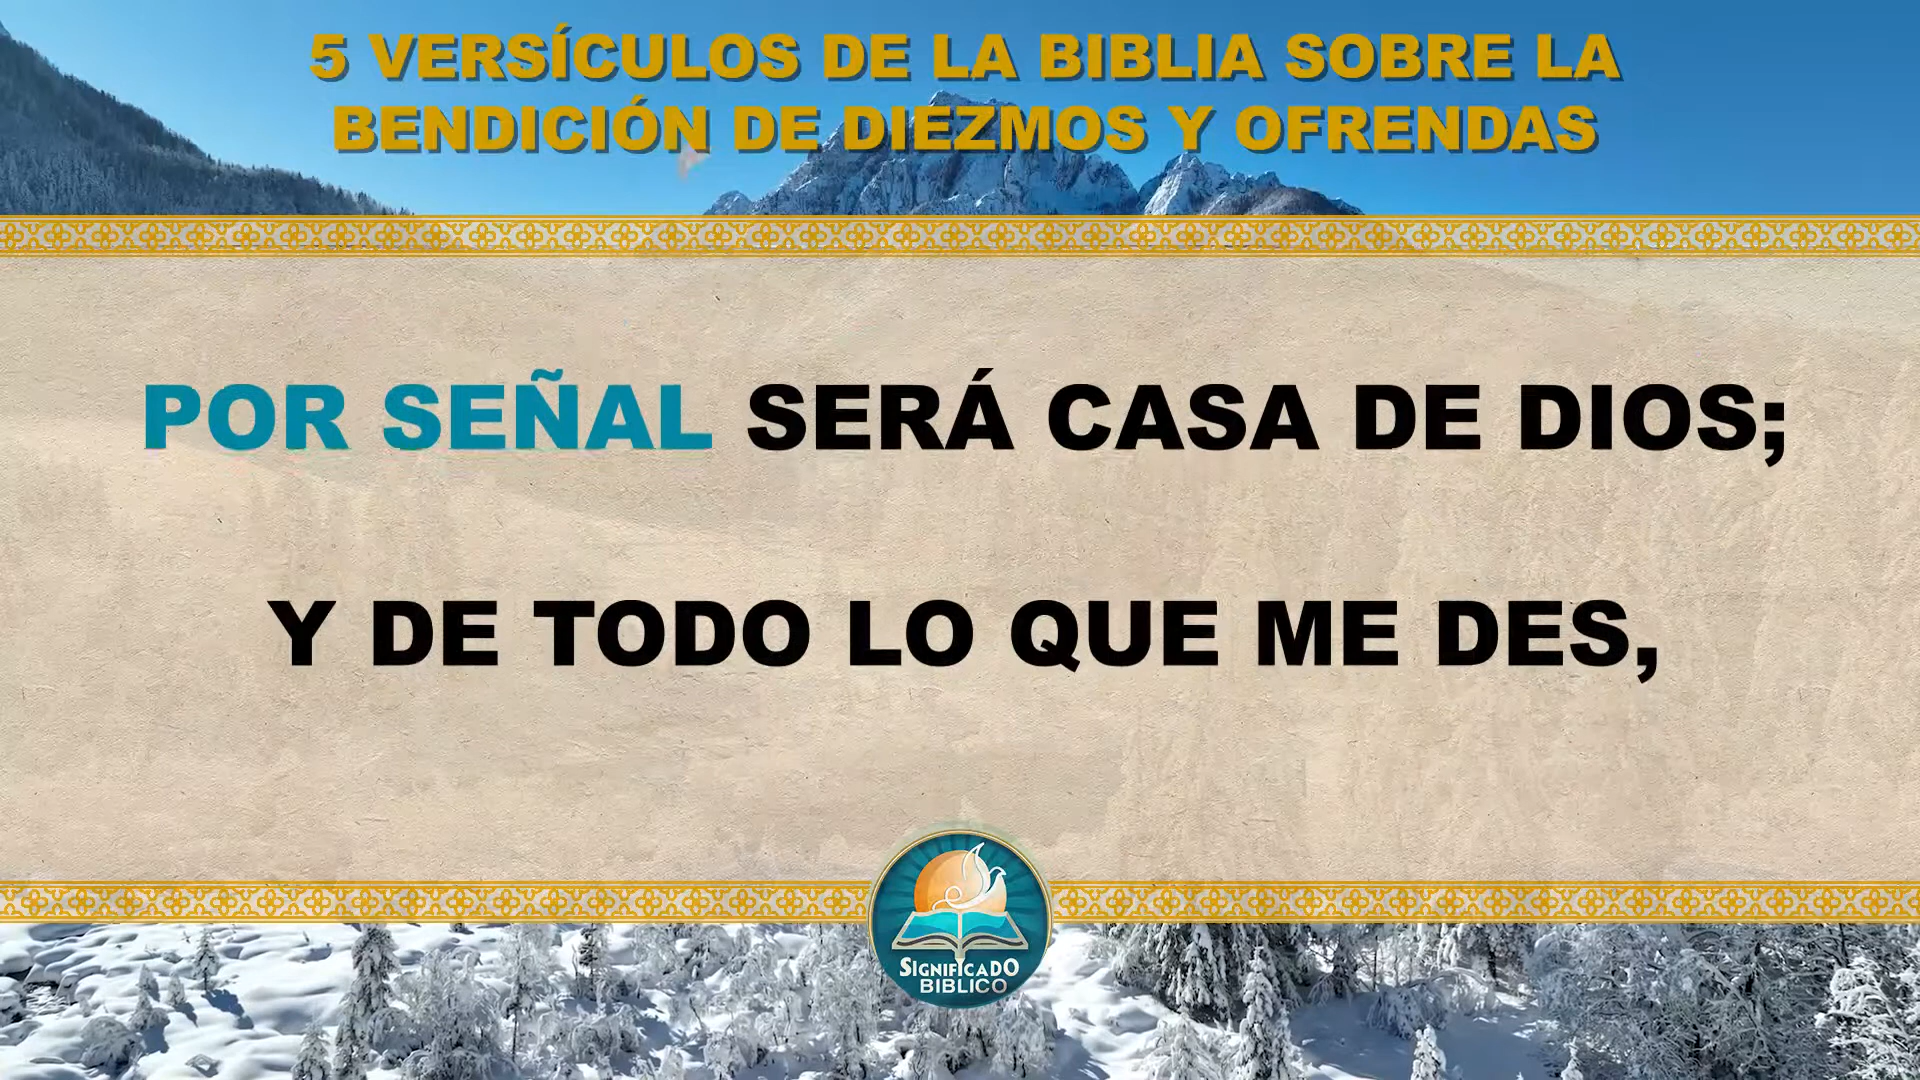 5 VERSÍCULOS DE LA BIBLIA SOBRE LA
BENDICIÓN DE DIEZMOS Y OFRENDAS
POR SEÑAL SERÁ CASA DE DIOS;
Y DE TODO LO QUE ME DES,
SIGNIFICADO
BIBLICO